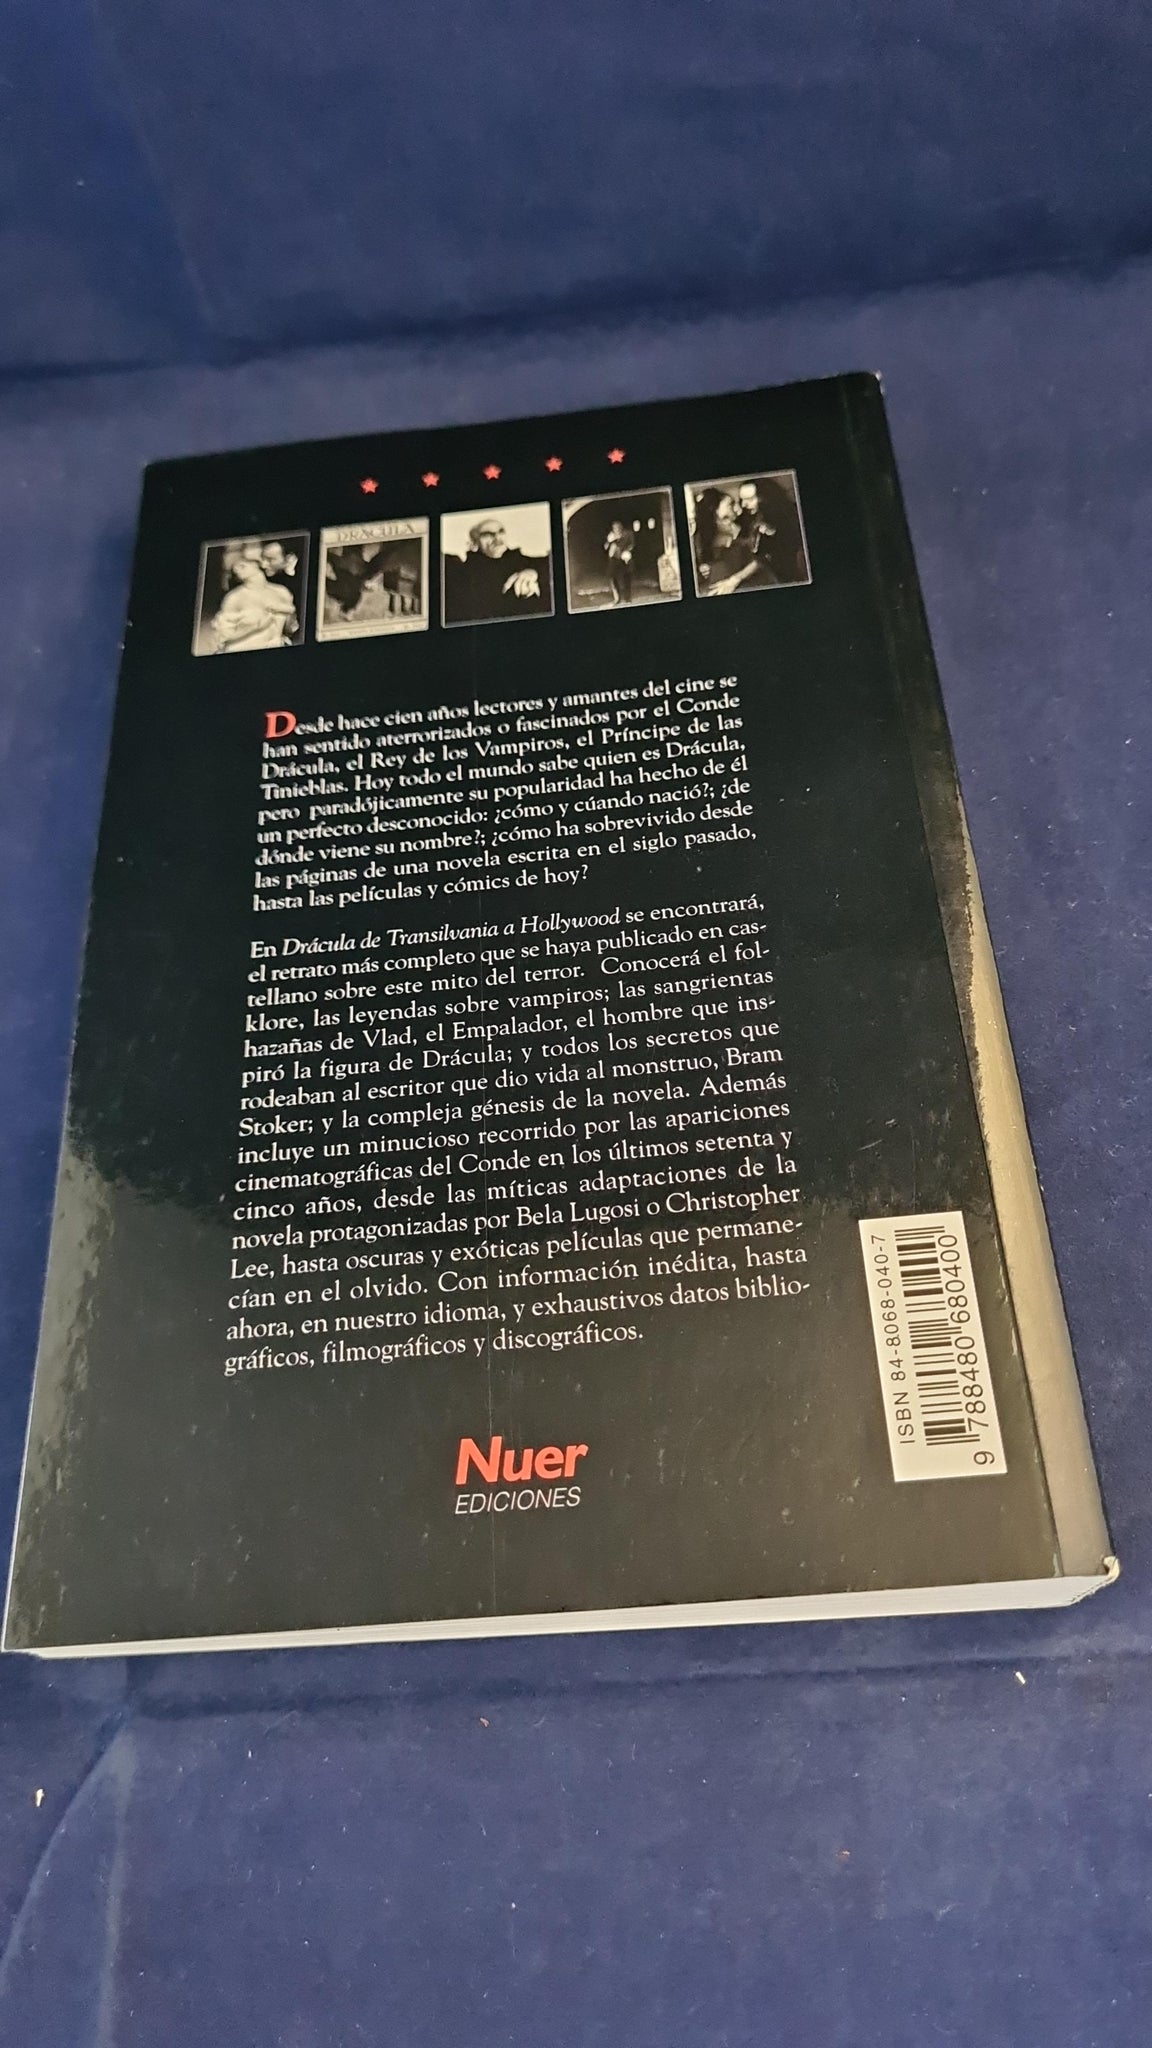 DRACULA
Desde hace cien años lectores y amantes del cine se
han sentido aterrorizados o fascinados por el Conde
Drácula, el Rey de los Vampiros, el Príncipe de las
Tinieblas. Hoy todo el mundo sabe quien es Drácula,
pero paradójicamente su popularidad ha hecho de él
un perfecto desconocido: ¿cómo y cúando nació?; ¿de
dónde viene su nombre?; ¿cómo ha sobrevivido desde
las páginas de una novela escrita en el siglo pasado,
hasta las películas y cómics de hoy?
En Drácula de Transilvania a Hollywood se encontrará,
el retrato más completo que se haya publicado en cas-
tellano sobre este mito del terror. Conocerá el fol-
klore, las leyendas sobre vampiros; las sangrientas
hazañas de Vlad, el Empalador, el hombre que ins-
piró la figura de Drácula; y todos los secretos que
rodeaban al escritor que dio vida al monstruo, Bram
Stoker; y la compleja génesis de la novela. Además
incluye un minucioso recorrido por las apariciones
cinematográficas del Conde en los últimos setenta y
cinco años, desde las míticas adaptaciones de la
novela protagonizadas por Bela Lugosi o Christopher
Lee, hasta oscuras y exóticas películas que permane-
cían en el olvido. Con información inédita, hasta
ahora, en nuestro idioma, y exhaustivos datos biblio-
gráficos, filmográficos y discográficos.
Nuer
EDICIONES
ISBN 84-8068-040-7
9 788480 680400